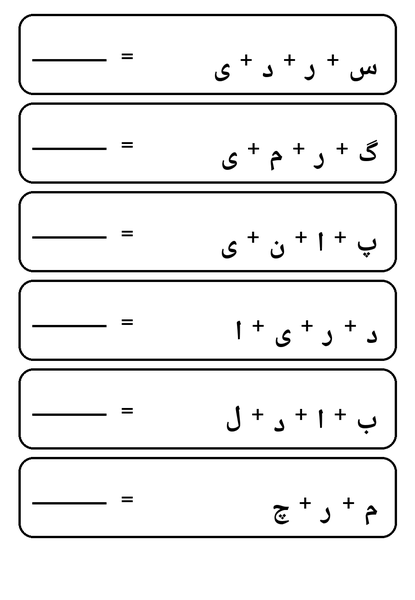 س + ر + د + ی = ______
گ + ر + م + ی = ______
پ + ا + ن + ی = ______
د + ر + ی + ا = ______
ب + ا + د + ل = ______
م + ر + چ = ______